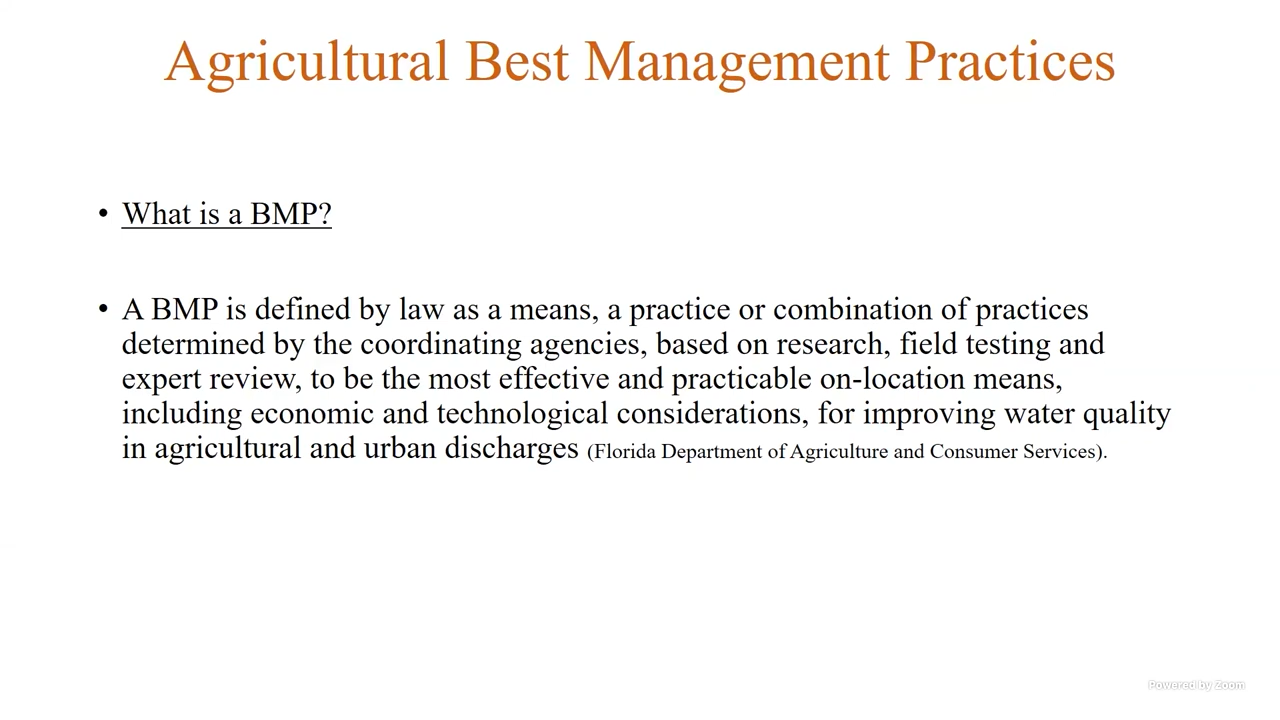 Agricultural Best Management Practices
• What is a BMP?
• A BMP is defined by law as a means, a practice or combination of practices
determined by the coordinating agencies, based on research, field testing and
expert review, to be the most effective and practicable on-location means,
including economic and technological considerations, for improving water quality
in agricultural and urban discharges (Florida Department of Agriculture and Consumer Services).
Powered by Zoom